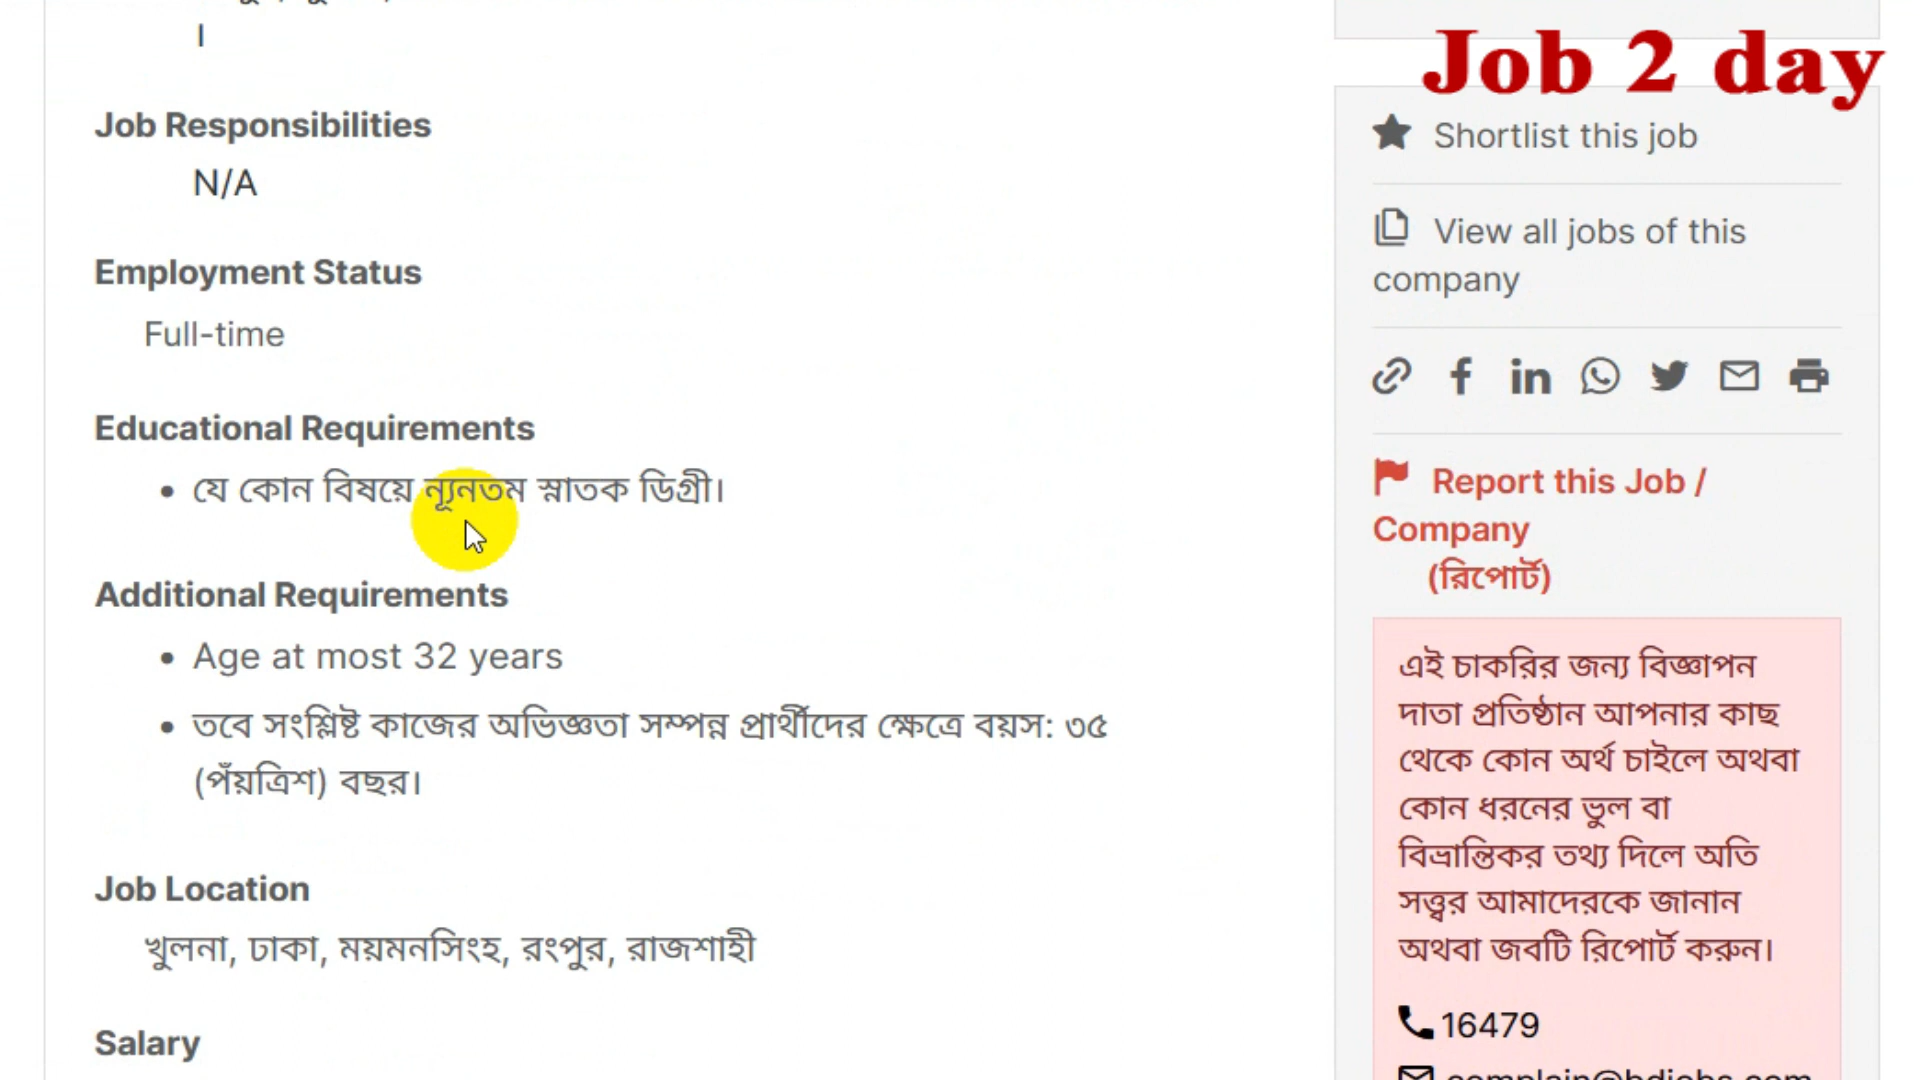 Job 2 day
Job Responsibilities
N/A
Employment Status
Full-time
Educational Requirements
যে কোন বিষয়ে ন্যূনতম স্নাতক ডিগ্রী।
Additional Requirements
Age at most 32 years
তবে সংশ্লিষ্ট কাজের অভিজ্ঞতা সম্পন্ন প্রার্থীদের ক্ষেত্রে বয়স: ৩৫
(পঁয়ত্রিশ) বছর।
Job Location
খুলনা, ঢাকা, ময়মনসিংহ, রংপুর, রাজশাহী
Salary
Shortlist this job
View all jobs of this
company
Report this Job /
Company
(রিপোর্ট)
এই চাকরির জন্য বিজ্ঞাপন
দাতা প্রতিষ্ঠান আপনার কাছ
থেকে কোন অর্থ চাইলে অথবা
কোন ধরনের ভুল বা
বিভ্রান্তিকর তথ্য দিলে অতি
সত্ত্বর আমাদেরকে জানান
অথবা জবটি রিপোর্ট করুন।
16479
complain@bdjobs.com